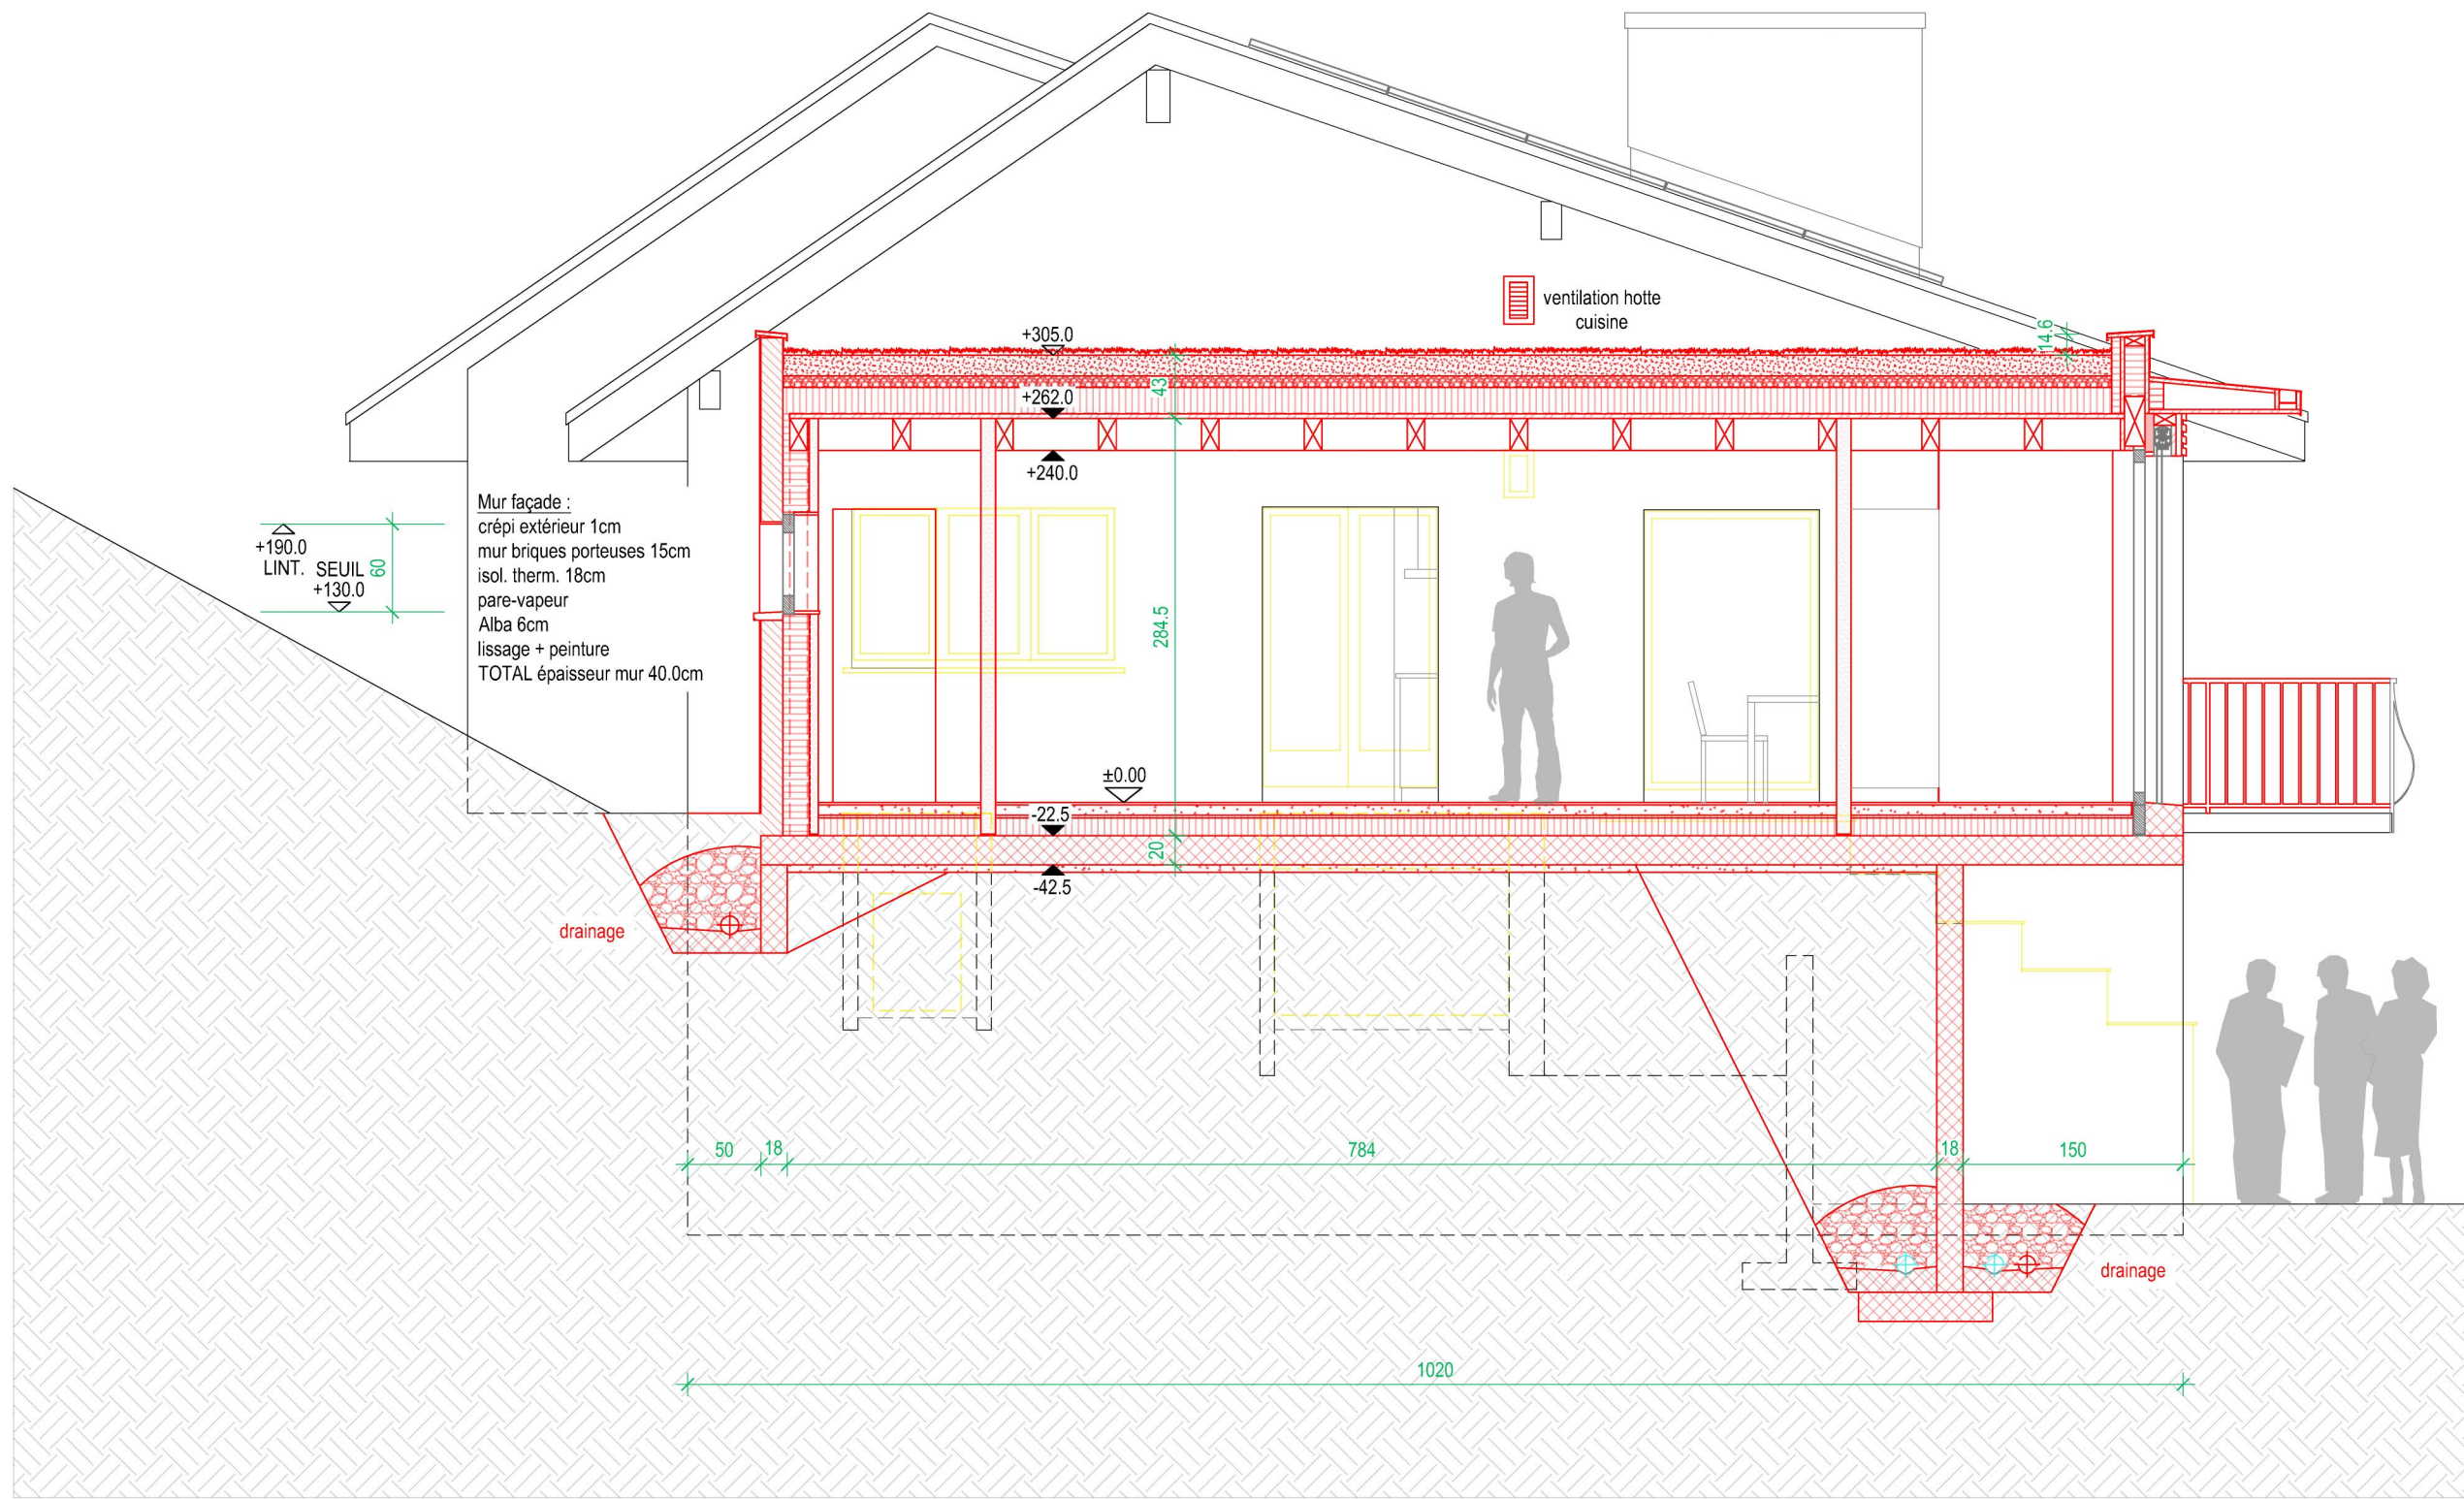 ventilation hotte
cuisine
14.6
+305.0
43
+262.0
+240.0
Mur façade :
crépi extérieur 1cm
mur briques porteuses 15cm
isol. therm. 18cm
pare-vapeur
Alba 6cm
lissage + peinture
TOTAL épaisseur mur 40.0cm
+190.0
LINT.
SEUIL
+130.0
60
284.5
±0.00
-22.5
20
-42.5
drainage
50
18
784
18
150
drainage
1020